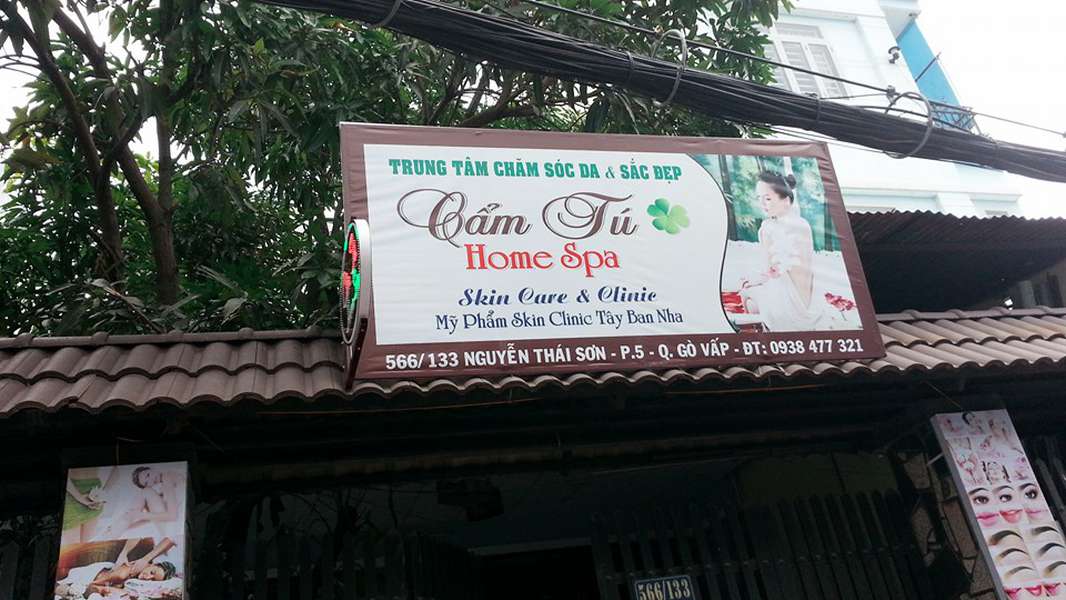 TRUNG TÂM CHĂM SÓC DA & SẮC ĐẸP
Cẩm Tú
Home Spa
Skin Care & Clinic
Mỹ Phẩm Skin Clinic Tây Ban Nha
566/133 NGUYỄN THÁI SƠN - P.5 - Q. GÒ VẤP - ĐT: 0938 477 321
566/133